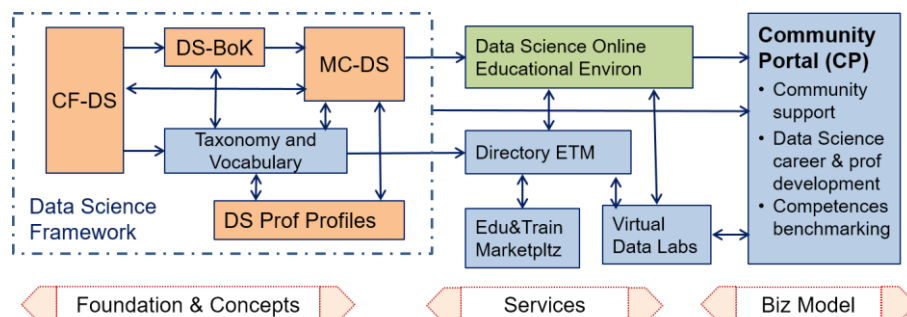 CF-DS
DS-BoK
MC-DS
Taxonomy and
Vocabulary
DS Prof Profiles
Data Science
Framework
Data Science Online
Educational Environ
Directory ETM
Edu&Train
Marketpltz
Virtual
Data Labs
Community
Portal (CP)
• Community
support
• Data Science
career & prof
development
• Competences
benchmarking
Foundation & Concepts
Services
Biz Model